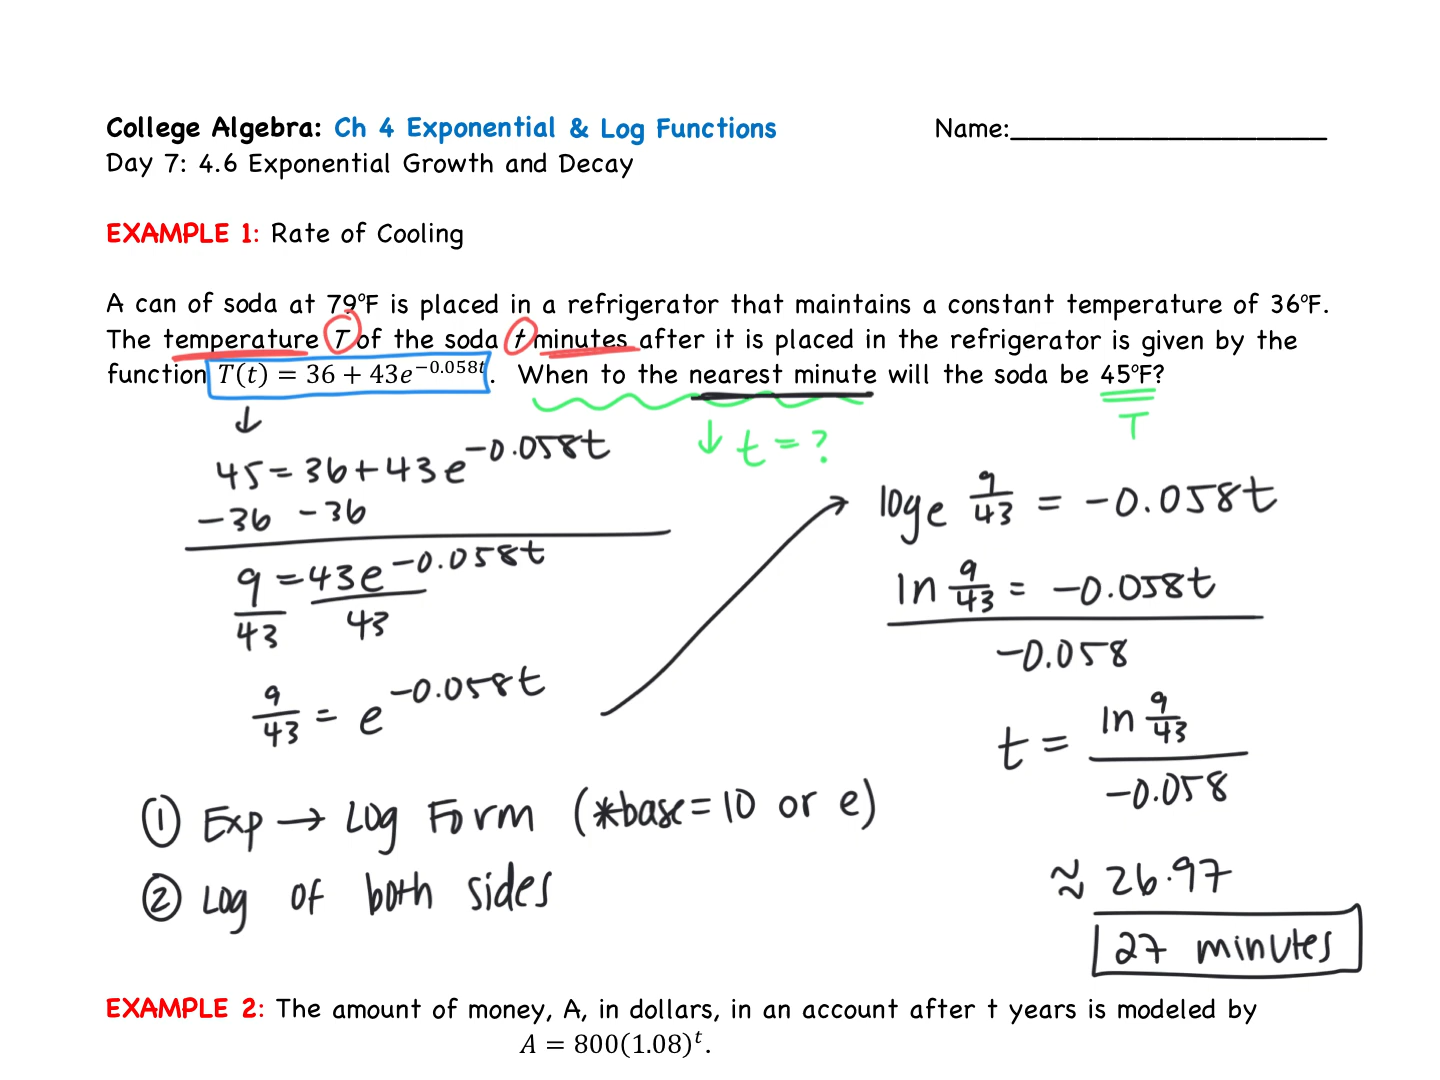 College Algebra: Ch 4 Exponential & Log Functions Name:____________________
Day 7: 4.6 Exponential Growth and Decay
EXAMPLE 1: Rate of Cooling
A can of soda at 79°F is placed in a refrigerator that maintains a constant temperature of 36°F.
The temperature T of the soda t minutes after it is placed in the refrigerator is given by the
function T(t) = 36 + 43e^{-0.058t}. When to the nearest minute will the soda be 45°F?
↓
↓ t = ?
T
45 = 36 + 43e^{-0.058t}
-36 -36
9 = 43e^{-0.058t}
43 43
9/43 = e^{-0.058t}
① Exp → Log Form (*base = 10 or e)
② Log of both sides
log_e 9/43 = -0.058t
ln 9/43 = -0.058t
-0.058
t = ln 9/43
-0.058
≈ 26.97
27 minutes
EXAMPLE 2: The amount of money, A, in dollars, in an account after t years is modeled by
A = 800(1.08)^t.